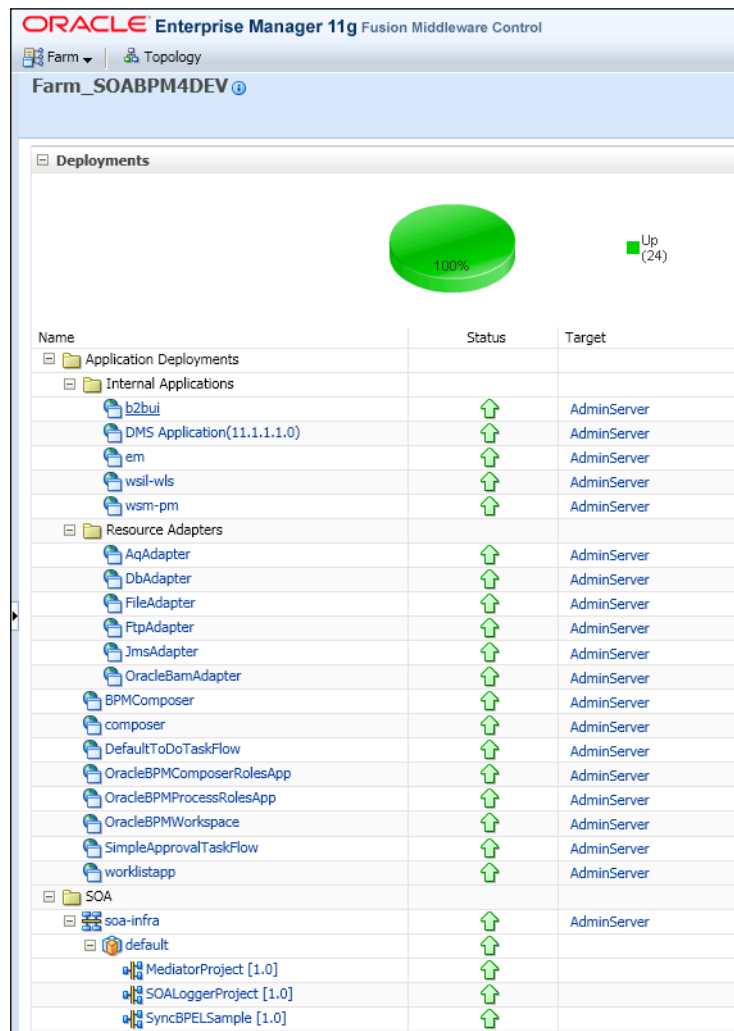 ORACLE Enterprise Manager 11g Fusion Middleware Control
Farm Topology
Farm_SOABPM4DEV
Deployments
100%
Up
(24)
Name Status Target
Application Deployments
Internal Applications
b2bui AdminServer
DMS Application(11.1.1.1.0) AdminServer
em AdminServer
wsil-wls AdminServer
wsm-pm AdminServer
Resource Adapters
AqAdapter AdminServer
DbAdapter AdminServer
FileAdapter AdminServer
FtpAdapter AdminServer
JmsAdapter AdminServer
OracleBamAdapter AdminServer
BPMComposer AdminServer
composer AdminServer
DefaultToDoTaskFlow AdminServer
OracleBPMComposerRolesApp AdminServer
OracleBPMProcessRolesApp AdminServer
OracleBPMWorkspace AdminServer
SimpleApprovalTaskFlow AdminServer
worklistapp AdminServer
SOA
soa-infra AdminServer
default
MediatorProject [1.0]
SOALoggerProject [1.0]
SyncBPELSample [1.0]